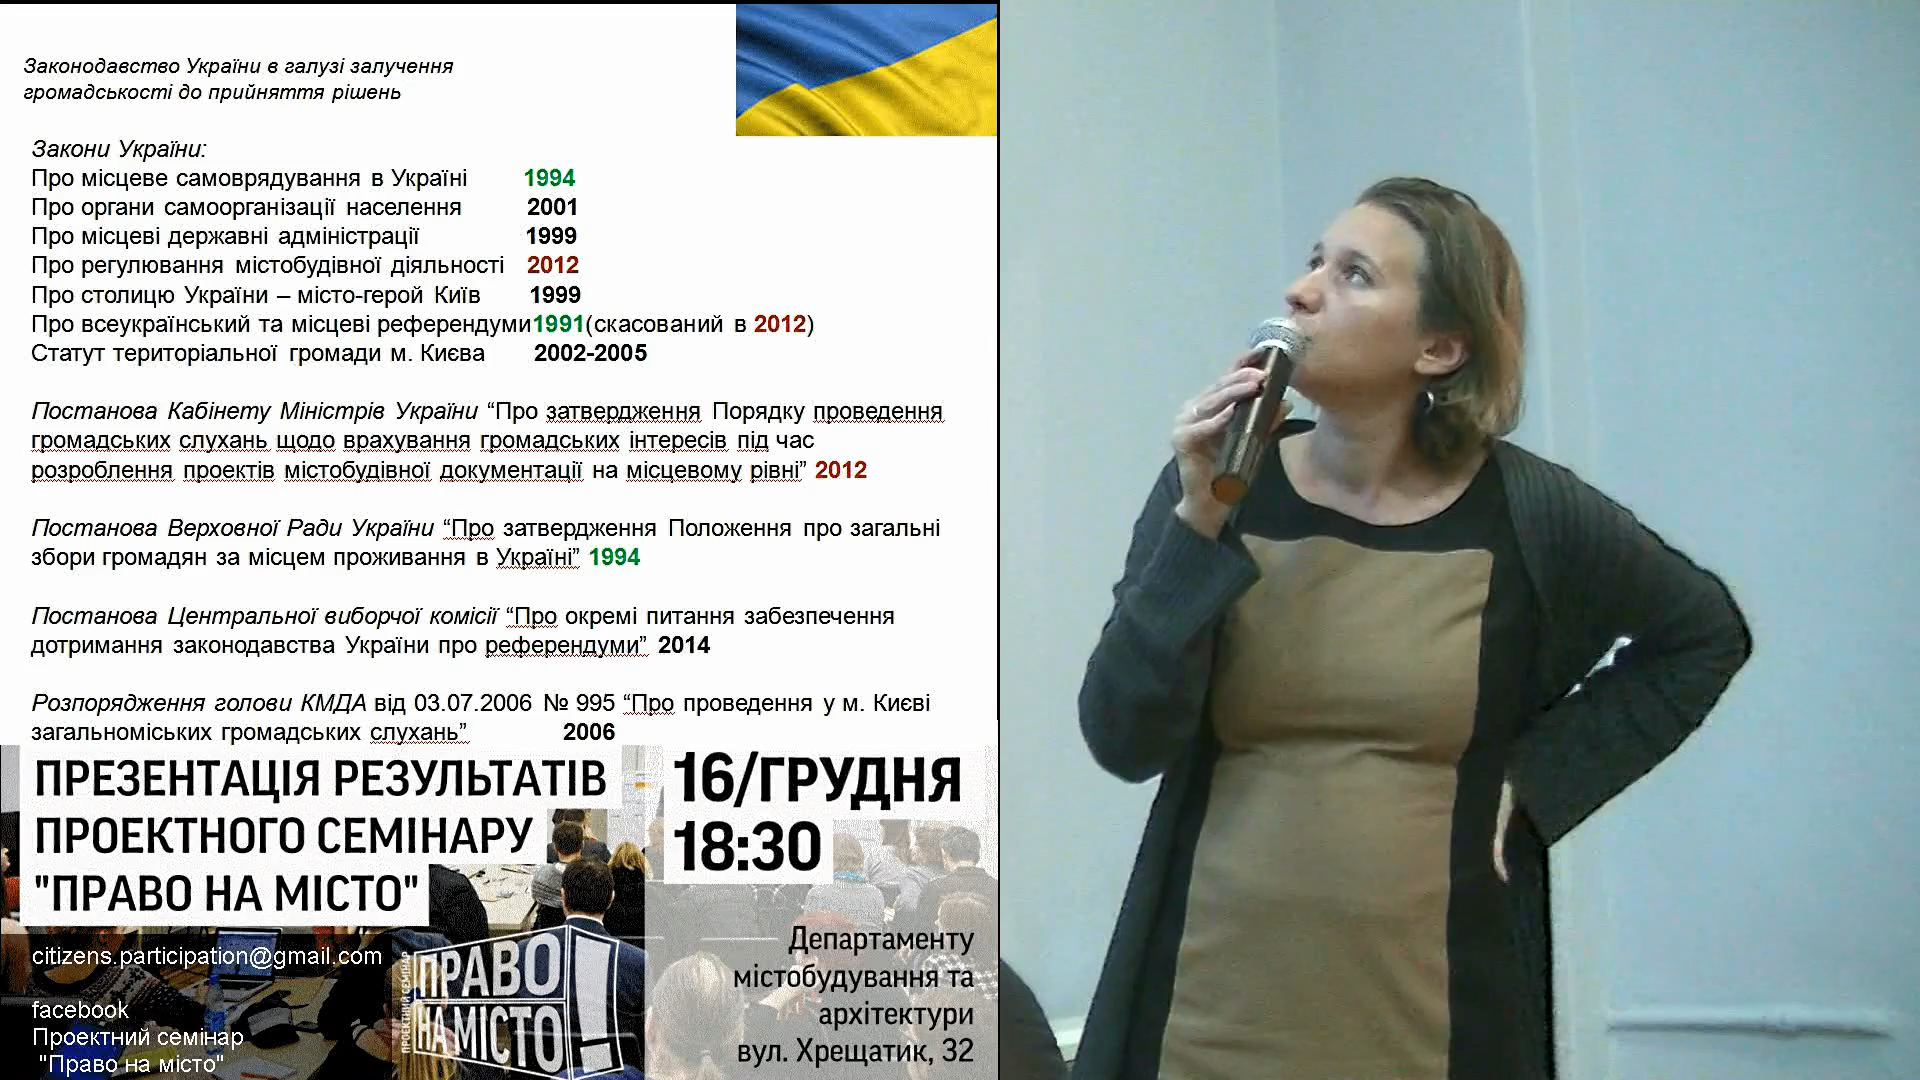 Законодавство України в галузі залучення
громадськості до прийняття рішень
Закони України:
Про місцеве самоврядування в Україні 1994
Про органи самоорганізації населення 2001
Про місцеві державні адміністрації 1999
Про регулювання містобудівної діяльності 2012
Про столицю України – місто-герой Київ 1999
Про всеукраїнський та місцеві референдуми1991(скасований в 2012)
Статут територіальної громади м. Києва 2002-2005
Постанова Кабінету Міністрів України “Про затвердження Порядку проведення
громадських слухань щодо врахування громадських інтересів під час
розроблення проектів містобудівної документації на місцевому рівні” 2012
Постанова Верховної Ради України “Про затвердження Положення про загальні
збори громадян за місцем проживання в Україні” 1994
Постанова Центральної виборчої комісії “Про окремі питання забезпечення
дотримання законодавства України про референдуми” 2014
Розпорядження голови КМДА від 03.07.2006 № 995 “Про проведення у м. Києві
загальноміських громадських слухань” 2006
ПРЕЗЕНТАЦІЯ РЕЗУЛЬТАТІВ
ПРОЕКТНОГО СЕМІНАРУ
"ПРАВО НА МІСТО"
16/ГРУДНЯ
18:30
citizens.participation@gmail.com
facebook
Проектний семінар
"Право на місто"
ПРОЕКТНИЙ СЕМІНАР
ПРАВО
НА МІСТО!
Департаменту
містобудування та
архітектури
вул. Хрещатик, 32